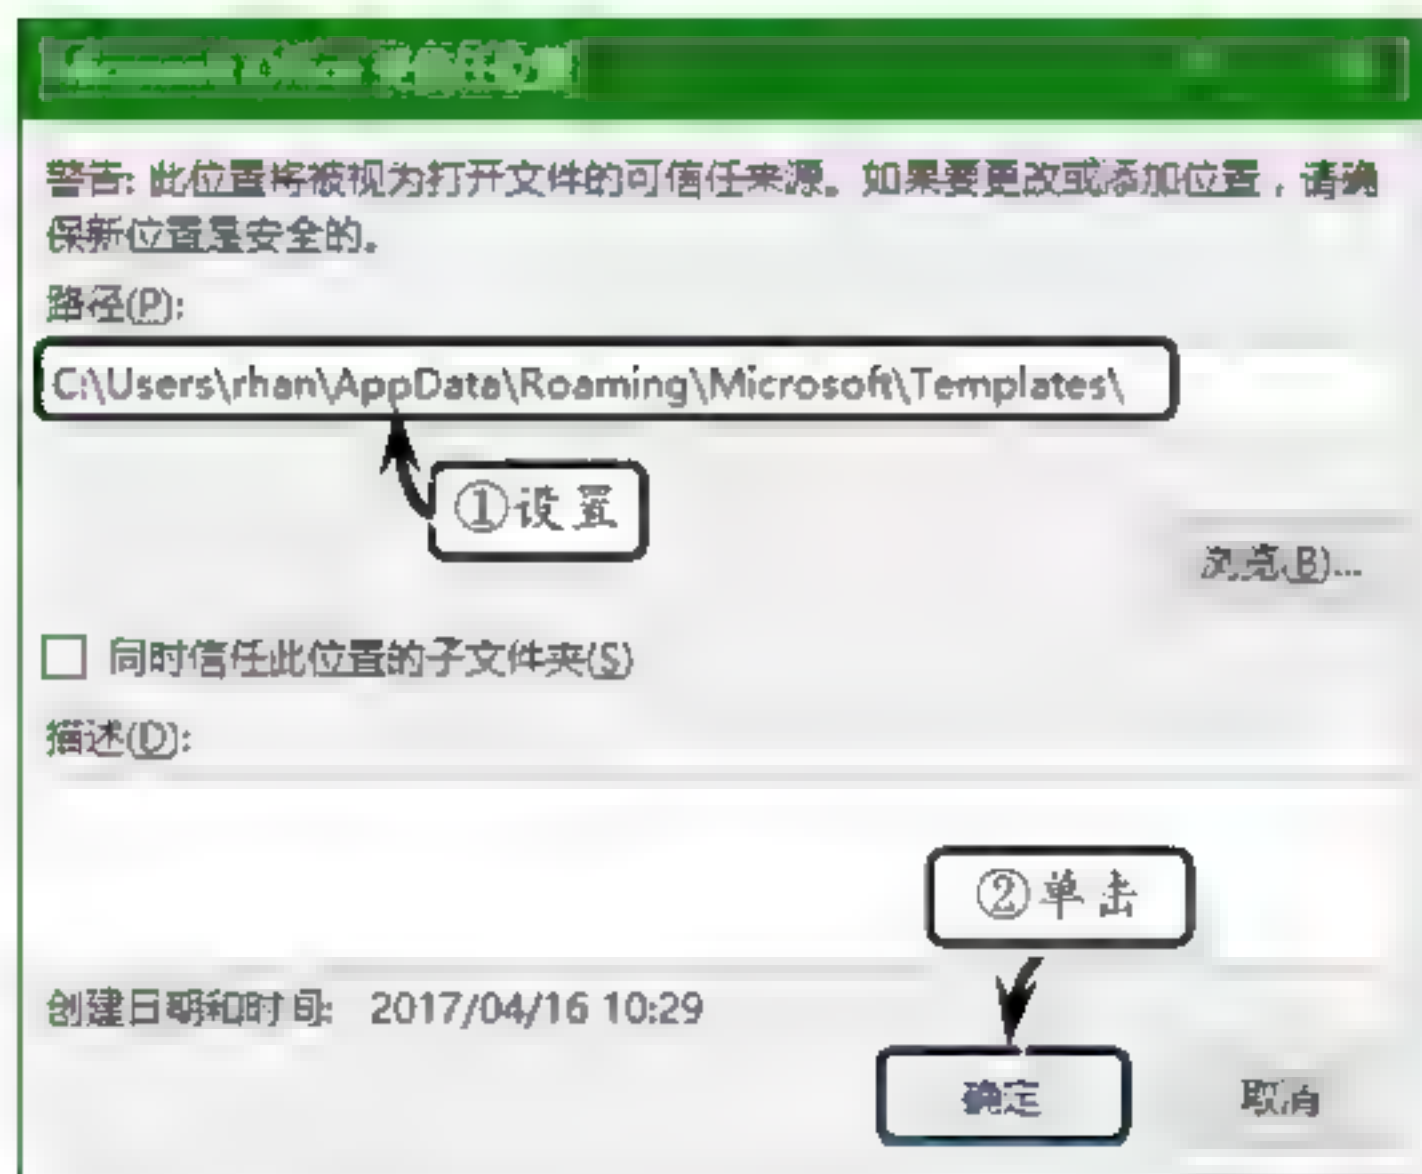 警告: 此位置将被视为打开文件的可信任来源。如果要更改或添加位置，请确
保新位置是安全的。
路径(P):
C:\Users\rhan\AppData\Roaming\Microsoft\Templates\
①设置
浏览(B)...
同时信任此位置的子文件夹(S)
描述(D):
②单击
创建日期和时间: 2017/04/16 10:29
确定
取消